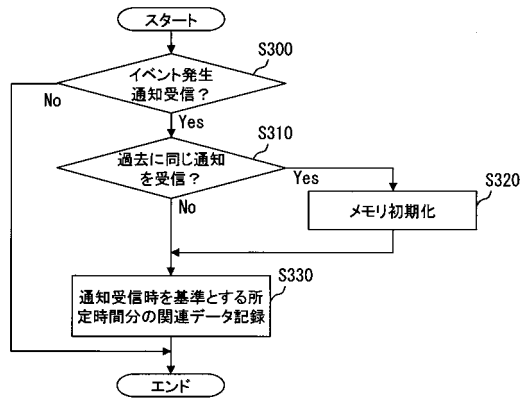 スタート
S300
イベント発生
通知受信？
No
Yes
S310
過去に同じ通知
を受信？
Yes
No
S320
メモリ初期化
S330
通知受信時を基準とする所
定時間分の関連データ記録
エンド